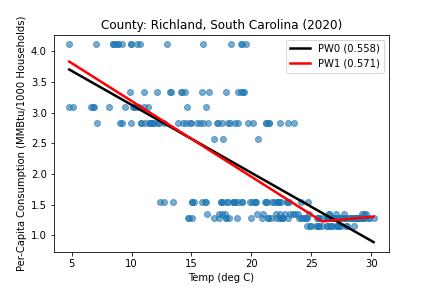 County: Richland, South Carolina (2020)
PW0 (0.558)
PW1 (0.571)
Per-Capita Consumption (MMBtu/1000 Households)
4.0
3.5
3.0
2.5
2.0
1.5
1.0
5 10 15 20 25 30
Temp (deg C)